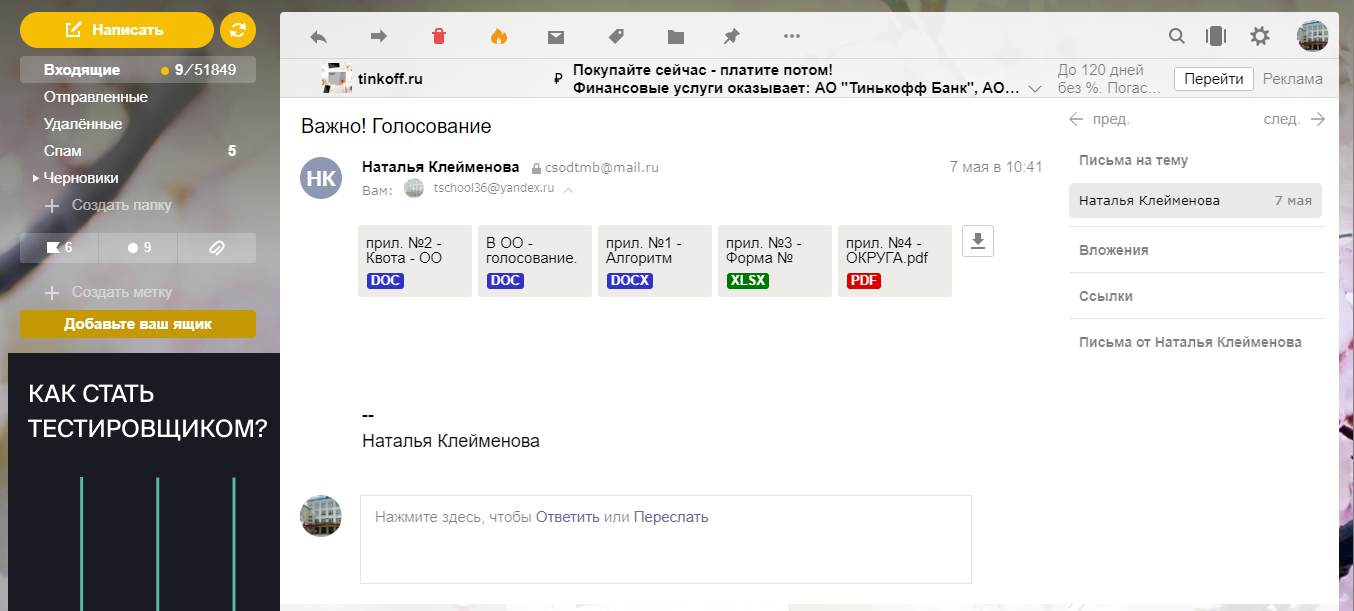 Написать
Входящие 9/51849
Отправленные
Удалённые
Спам 5
Черновики
Создать папку
6 9
Создать метку
Добавьте ваш ящик
КАК СТАТЬ
ТЕСТИРОВЩИКОМ?
tinkoff.ru
₽
Покупайте сейчас - платите потом!
Финансовые услуги оказывает: АО "Тинькофф Банк", АО...
До 120 дней
без %. Погас...
Перейти
Реклама
Важно! Голосование
НК
Наталья Клейменова csodtmb@mail.ru 7 мая в 10:41
Вам: tschool36@yandex.ru
прил. №2 -
Квота - ОО
DOC
В ОО -
голосование.
DOC
прил. №1 -
Алгоритм
DOCX
прил. №3 -
Форма №
XLSX
прил. №4 -
ОКРУГА.pdf
PDF
--
Наталья Клейменова
Нажмите здесь, чтобы Ответить или Переслать
пред. след.
Письма на тему
Наталья Клейменова 7 мая
Вложения
Ссылки
Письма от Наталья Клейменова